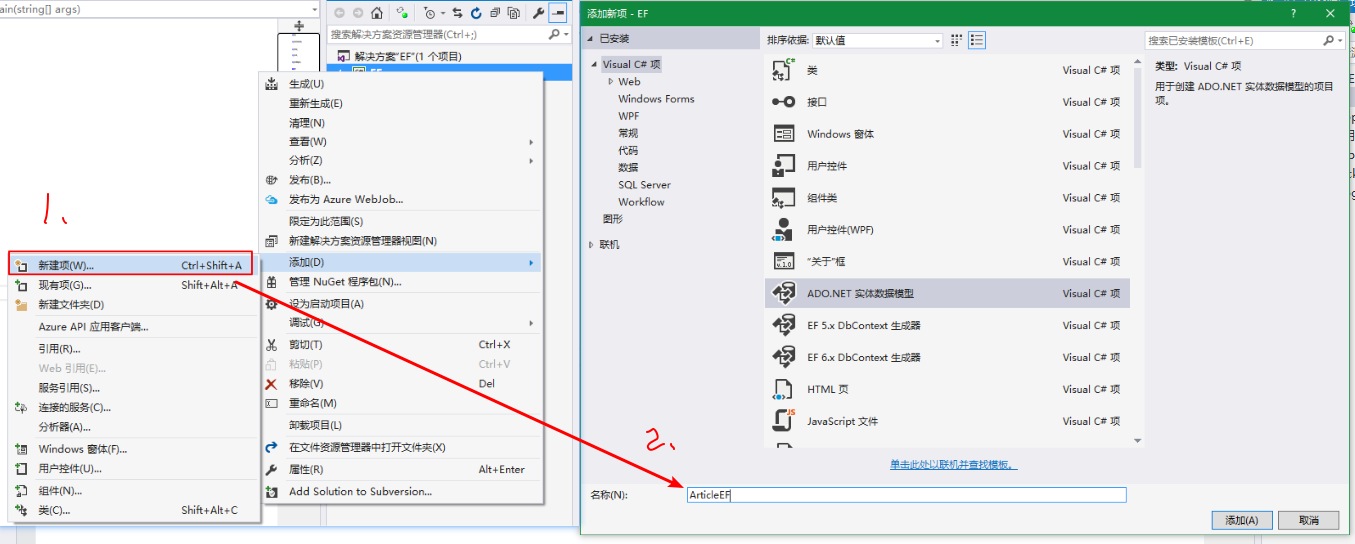 ain(string[] args)
搜索解决方案资源管理器(Ctrl+;)
解决方案"EF"(1 个项目)
EF
生成(U)
重新生成(E)
清理(N)
查看(W)
分析(Z)
发布(B)...
发布为 Azure WebJob...
限定为此范围(S)
新建解决方案资源管理器视图(N)
添加(D)
管理 NuGet 程序包(N)...
设为启动项目(A)
调试(G)
剪切(T) Ctrl+X
粘贴(P) Ctrl+V
移除(V) Del
重命名(M)
卸载项目(L)
在文件资源管理器中打开文件夹(X)
属性(R) Alt+Enter
Add Solution to Subversion...
1、
新建项(W)... Ctrl+Shift+A
现有项(G)... Shift+Alt+A
新建文件夹(D)
Azure API 应用客户端...
引用(R)...
Web 引用(E)...
服务引用(S)...
连接的服务(C)...
分析器(A)...
Windows 窗体(F)...
用户控件(U)...
组件(N)...
类(C)... Shift+Alt+C
添加新项 - EF
已安装
Visual C# 项
Web
Windows Forms
WPF
常规
代码
数据
SQL Server
Workflow
图形
联机
排序依据: 默认值
类 Visual C# 项
接口 Visual C# 项
Windows 窗体 Visual C# 项
用户控件 Visual C# 项
组件类 Visual C# 项
用户控件(WPF) Visual C# 项
"关于"框 Visual C# 项
ADO.NET 实体数据模型 Visual C# 项
EF 5.x DbContext 生成器 Visual C# 项
EF 6.x DbContext 生成器 Visual C# 项
HTML 页 Visual C# 项
JavaScript 文件 Visual C# 项
搜索已安装模板(Ctrl+E)
类型: Visual C# 项
用于创建 ADO.NET 实体数据模型的项目
项。
单击此处以联机并查找模板。
2、
名称(N): ArticleEF
添加(A) 取消